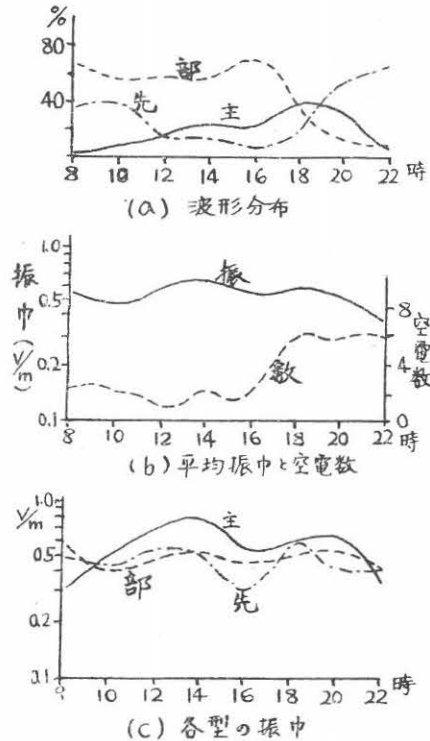 %
80
部
先
主
40
8 10 12 14 16 18 20 22 時
(a) 波形分布
1.0
振
0.5
8
振巾 (V/m)
空電数
0.2
数
4
0.1
0
8 10 12 14 16 18 20 22
時
(b) 平均振巾と空電数
1.0
V/m
主
0.5
部
先
0.2
0.1
8 10 12 14 16 18 20 22 時
(c) 各型の振巾